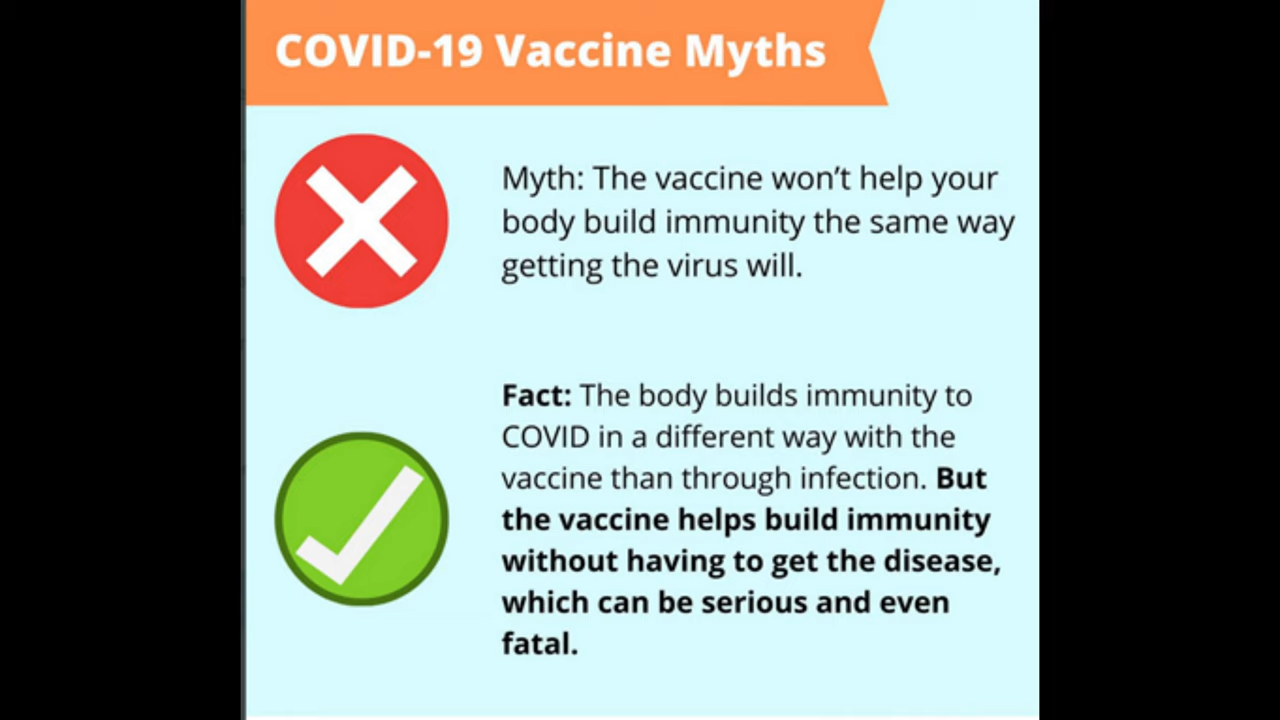 COVID-19 Vaccine Myths
Myth: The vaccine won’t help your
body build immunity the same way
getting the virus will.
Fact: The body builds immunity to
COVID in a different way with the
vaccine than through infection. But
the vaccine helps build immunity
without having to get the disease,
which can be serious and even
fatal.